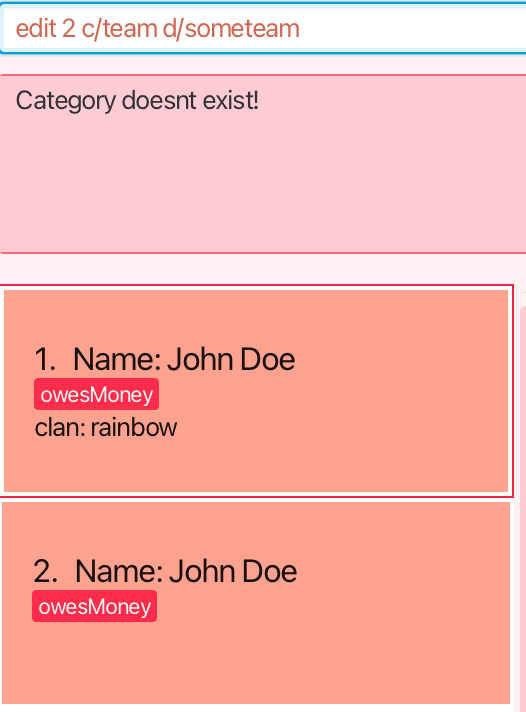 edit 2 c/team d/someteam
Category doesnt exist!
1. Name: John Doe
owesMoney
clan: rainbow
2. Name: John Doe
owesMoney